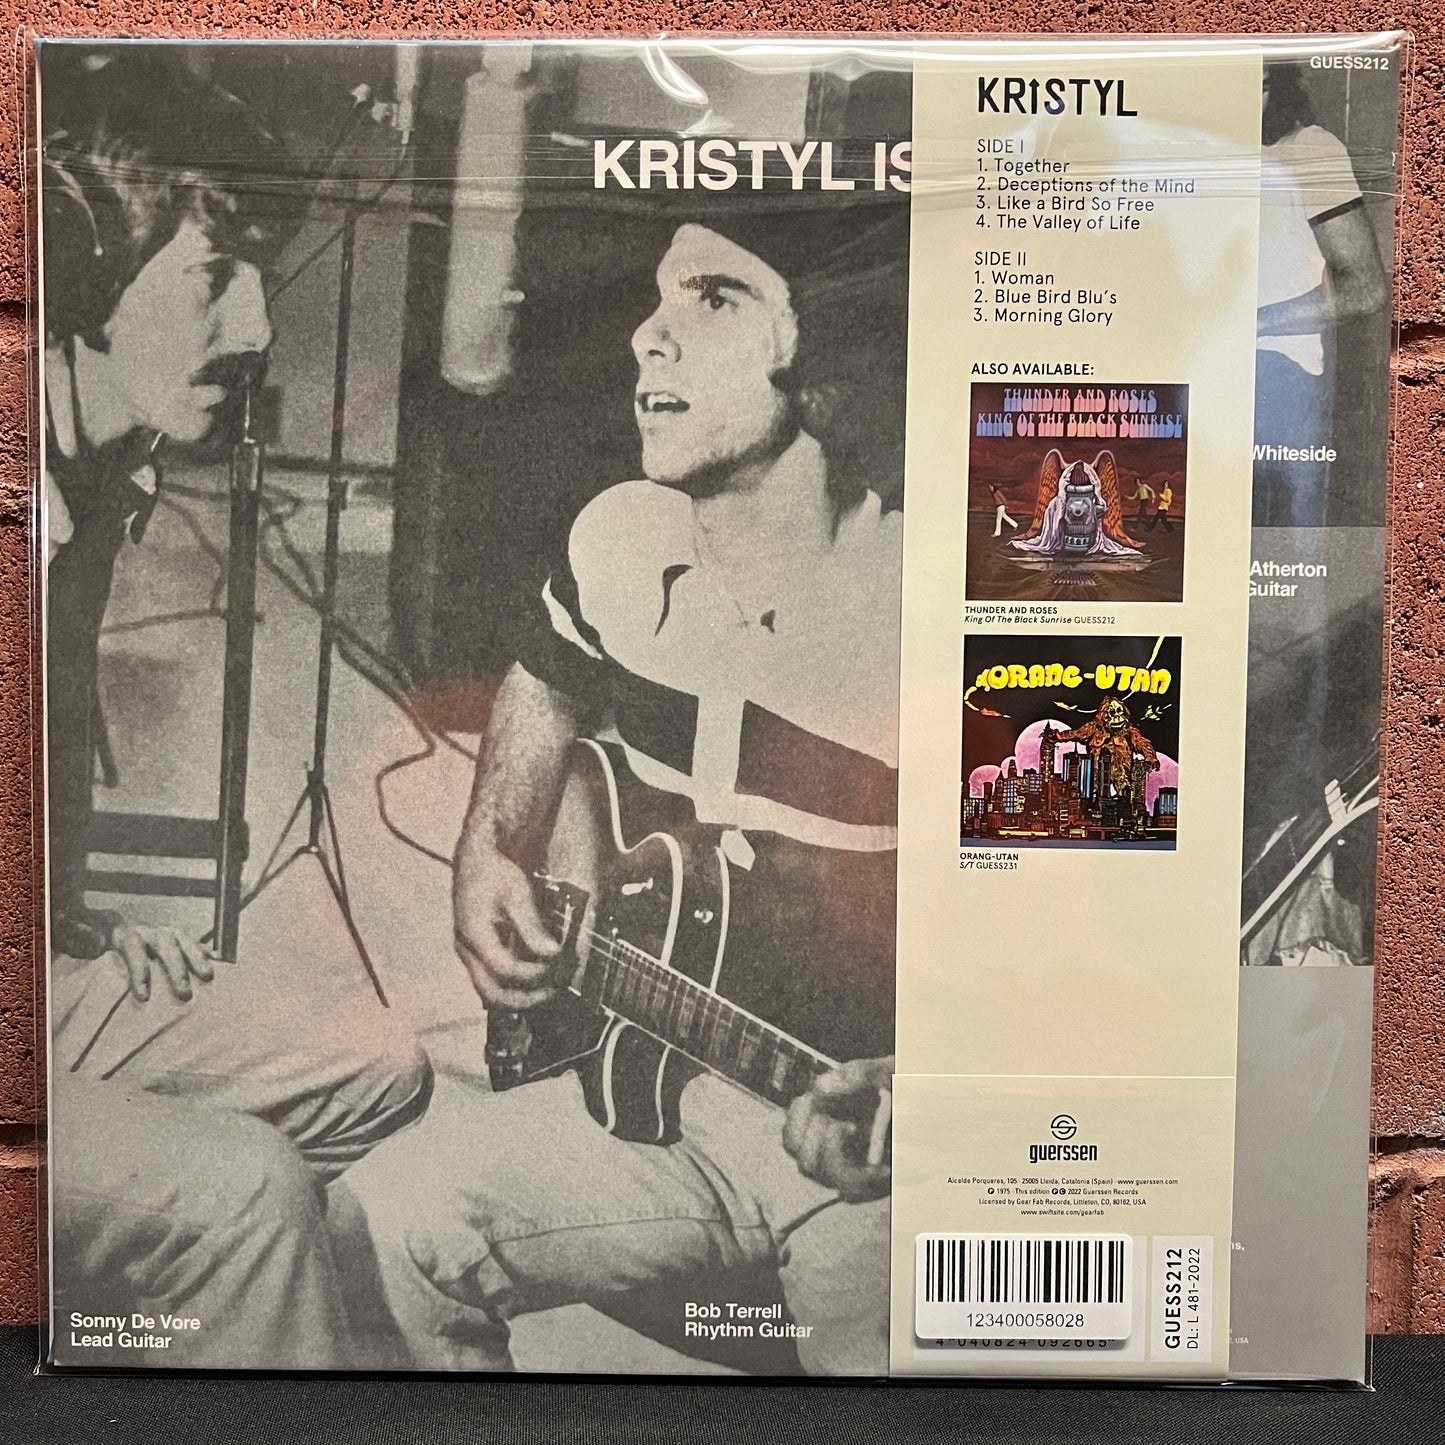 GUESS212
KRISTYL IS
KRISTYL
SIDE I
1. Together
2. Deceptions of the Mind
3. Like a Bird So Free
4. The Valley of Life
SIDE II
1. Woman
2. Blue Bird Blu's
3. Morning Glory
ALSO AVAILABLE:
THUNDER AND ROSES
KING OF THE BLACK SUNRISE
THUNDER AND ROSES
King Of The Black Sunrise GUESS212
ORANG-UTAN
ORANG-UTAN
S/T GUESS231
Whiteside
Atherton
Guitar
guerssen
Alcalde Porqueres, 105 · 25005 Lleida, Catalonia (Spain) · www.guerssen.com
℗ 1975 · This edition ℗© 2022 Guerssen Records
Licensed by Gear Fab Records, Littleton, CO, 80162, USA
www.swiftsite.com/gearfab
123400058028
4 040824 092665
GUESS212
DL: L 481-2022
USA
Sonny De Vore
Lead Guitar
Bob Terrell
Rhythm Guitar